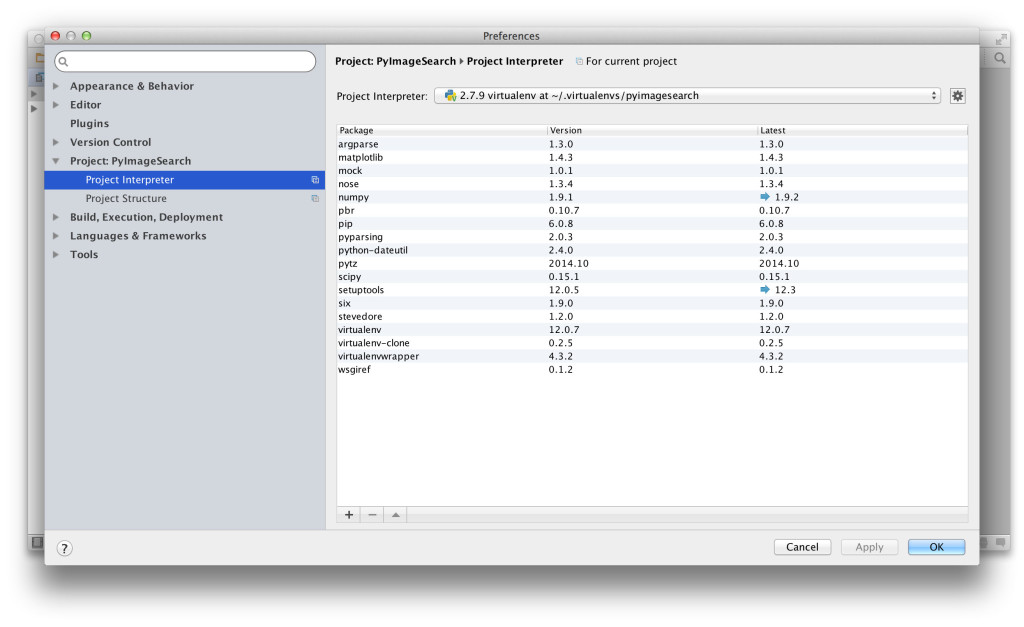 Preferences
Appearance & Behavior
Editor
Plugins
Version Control
Project: PyImageSearch
Project Interpreter
Project Structure
Build, Execution, Deployment
Languages & Frameworks
Tools
Project: PyImageSearch Project Interpreter For current project
Project Interpreter: 2.7.9 virtualenv at ~/.virtualenvs/pyimagesearch
Package Version Latest
argparse 1.3.0 1.3.0
matplotlib 1.4.3 1.4.3
mock 1.0.1 1.0.1
nose 1.3.4 1.3.4
numpy 1.9.1 1.9.2
pbr 0.10.7 0.10.7
pip 6.0.8 6.0.8
pyparsing 2.0.3 2.0.3
python-dateutil 2.4.0 2.4.0
pytz 2014.10 2014.10
scipy 0.15.1 0.15.1
setuptools 12.0.5 12.3
six 1.9.0 1.9.0
stevedore 1.2.0 1.2.0
virtualenv 12.0.7 12.0.7
virtualenv-clone 0.2.5 0.2.5
virtualenvwrapper 4.3.2 4.3.2
wsgiref 0.1.2 0.1.2
? Cancel Apply OK